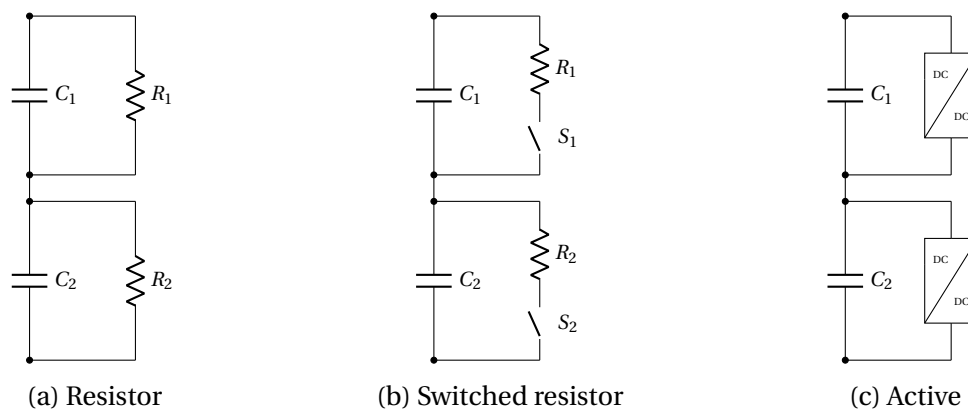 C1 R1
C2 R2
(a) Resistor
R1
C1
S1
R2
C2
S2
(b) Switched resistor
DC
C1
DC
DC
C2
DC
(c) Active